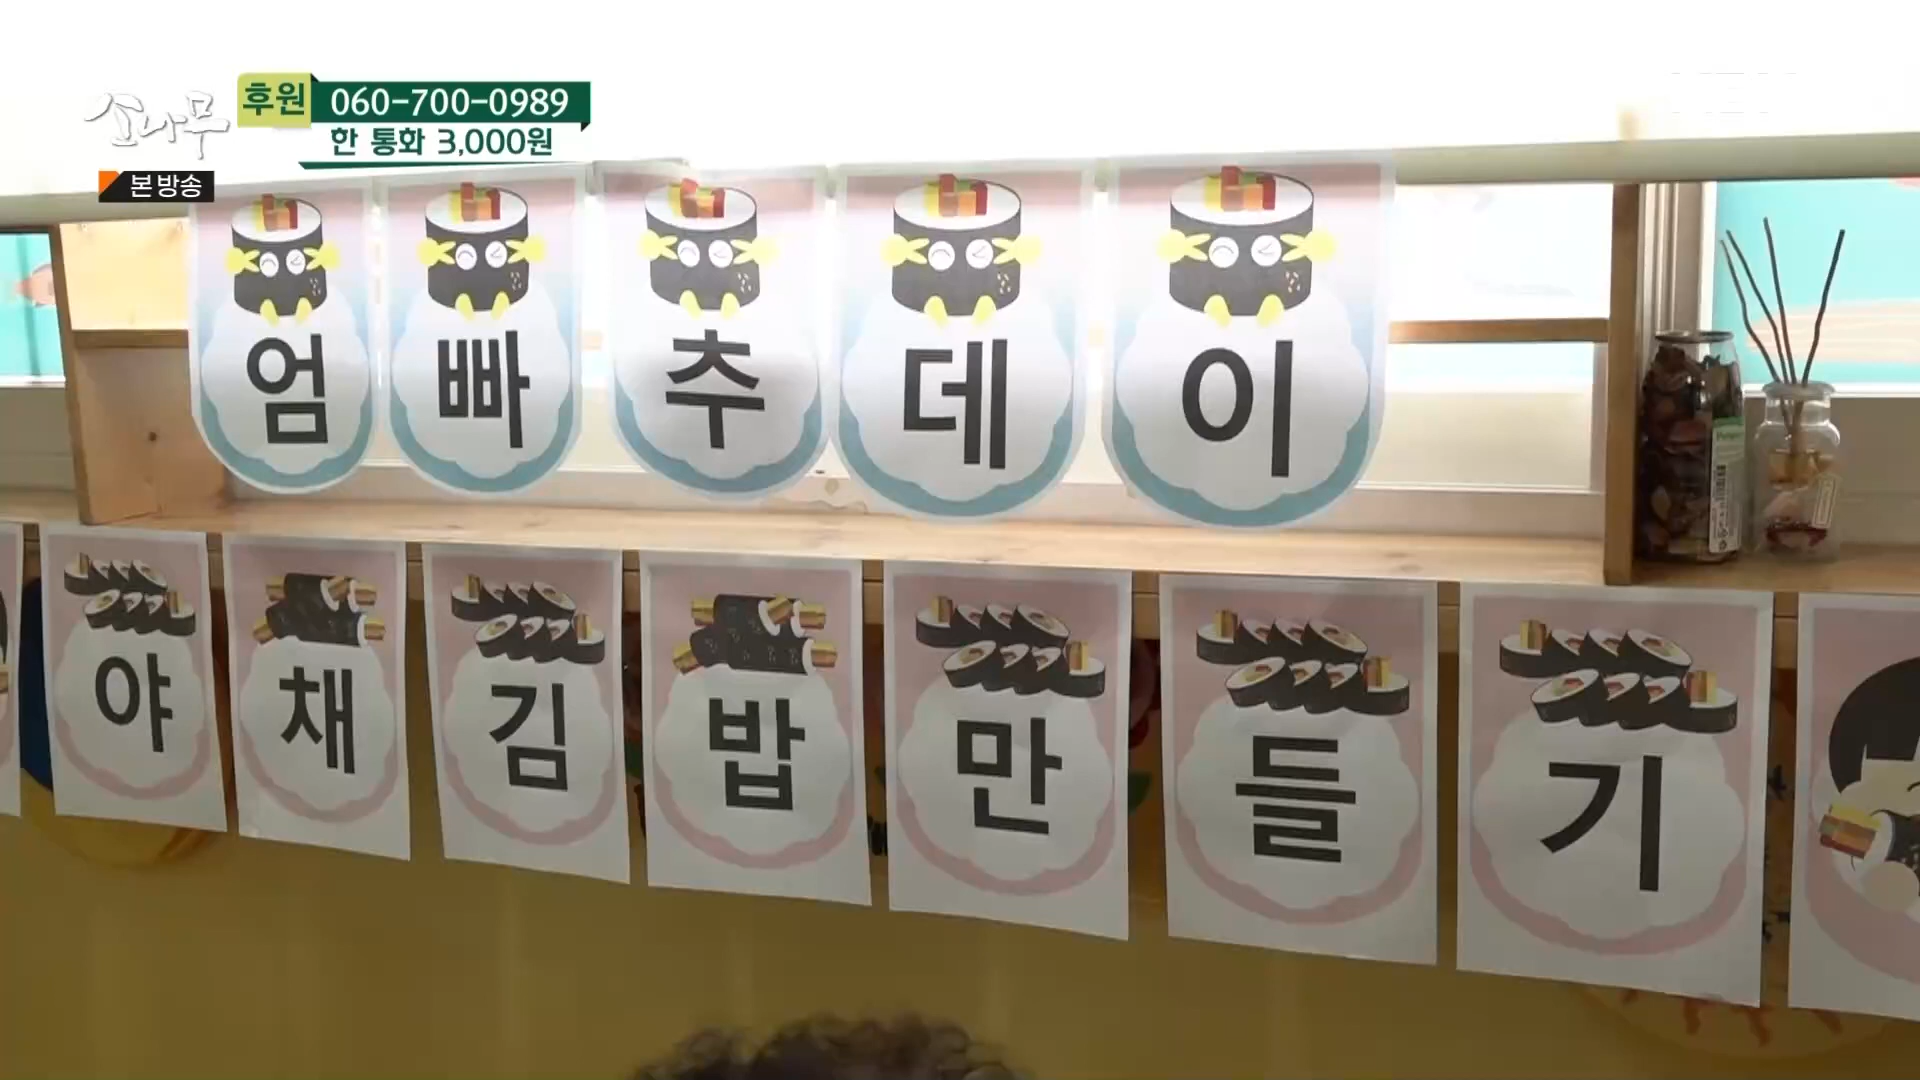 소나무
후원
060-700-0989
한 통화 3,000원
본방송
엄빠추데이
야채김밥만들기